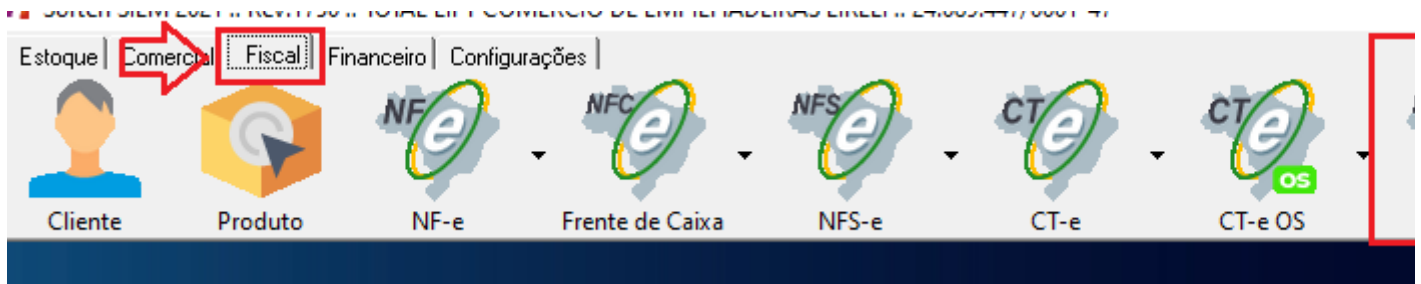 Estoque Comercial Fiscal Financeiro Configurações
NF e NFC e NFS e CT e CT e OS
Cliente Produto NF-e Frente de Caixa NFS-e CT-e CT-e OS